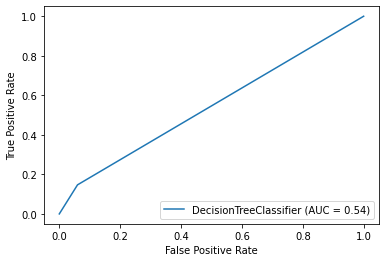 1.0
0.8
0.6
0.4
0.2
0.0
True Positive Rate
DecisionTreeClassifier (AUC = 0.54)
0.0 0.2 0.4 0.6 0.8 1.0
False Positive Rate